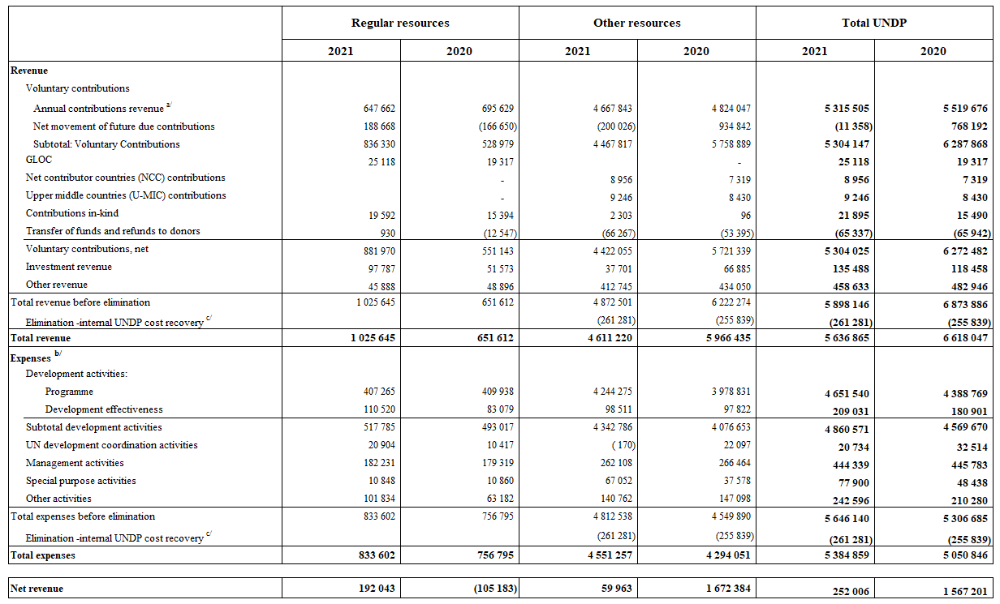 Regular resources Other resources Total UNDP
2021 2020 2021 2020 2021 2020
Revenue
Voluntary contributions
Annual contributions revenue a/ 647 662 695 629 4 667 843 4 824 047 5 315 505 5 519 676
Net movement of future due contributions 188 668 (166 650) (200 026) 934 842 (11 358) 768 192
Subtotal: Voluntary Contributions 836 330 528 979 4 467 817 5 758 889 5 304 147 6 287 868
GLOC 25 118 19 317 - 25 118 19 317
Net contributor countries (NCC) contributions - 8 956 7 319 8 956 7 319
Upper middle countries (U-MIC) contributions - 9 246 8 430 9 246 8 430
Contributions in-kind 19 592 15 394 2 303 96 21 895 15 490
Transfer of funds and refunds to donors 930 (12 547) (66 267) (53 395) (65 337) (65 942)
Voluntary contributions, net 881 970 551 143 4 422 055 5 721 339 5 304 025 6 272 482
Investment revenue 97 787 51 573 37 701 66 885 135 488 118 458
Other revenue 45 888 48 896 412 745 434 050 458 633 482 946
Total revenue before elimination 1 025 645 651 612 4 872 501 6 222 274 5 898 146 6 873 886
Elimination -internal UNDP cost recovery c/ (261 281) (255 839) (261 281) (255 839)
Total revenue 1 025 645 651 612 4 611 220 5 966 435 5 636 865 6 618 047
Expenses b/
Development activities:
Programme 407 265 409 938 4 244 275 3 978 831 4 651 540 4 388 769
Development effectiveness 110 520 83 079 98 511 97 822 209 031 180 901
Subtotal development activities 517 785 493 017 4 342 786 4 076 653 4 860 571 4 569 670
UN development coordination activities 20 904 10 417 ( 170) 22 097 20 734 32 514
Management activities 182 231 179 319 262 108 266 464 444 339 445 783
Special purpose activities 10 848 10 860 67 052 37 578 77 900 48 438
Other activities 101 834 63 182 140 762 147 098 242 596 210 280
Total expenses before elimination 833 602 756 795 4 812 538 4 549 890 5 646 140 5 306 685
Elimination -internal UNDP cost recovery c/ (261 281) (255 839) (261 281) (255 839)
Total expenses 833 602 756 795 4 551 257 4 294 051 5 384 859 5 050 846
Net revenue 192 043 (105 183) 59 963 1 672 384 252 006 1 567 201